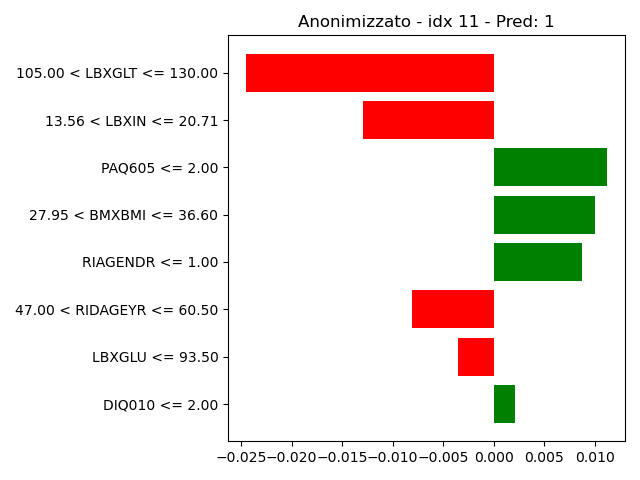 Anonimizzato - idx 11 - Pred: 1
105.00 < LBXGLT <= 130.00
13.56 < LBXIN <= 20.71
PAQ605 <= 2.00
27.95 < BMXBMI <= 36.60
RIAGENDR <= 1.00
47.00 < RIDAGEYR <= 60.50
LBXGLU <= 93.50
DIQ010 <= 2.00
−0.025 −0.020 −0.015 −0.010 −0.005 0.000 0.005 0.010